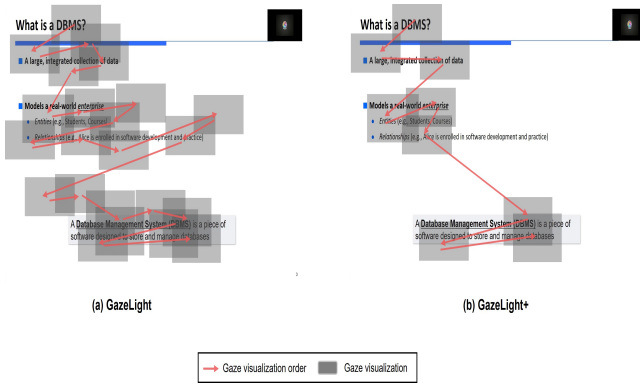 What is a DBMS?
A large, integrated collection of data
Models a real-world enterprise
Entities (e.g., Students, Courses)
Relationships (e.g., Alice is enrolled in software development and practice)
A Database Management System (DBMS) is a piece of
software designed to store and manage databases
(a) GazeLight
What is a DBMS?
A large, integrated collection of data
Models a real-world enterprise
Entities (e.g., Students, Courses)
Relationships (e.g., Alice is enrolled in software development and practice)
A Database Management System (DBMS) is a piece of
software designed to store and manage databases
(b) GazeLight+
Gaze visualization order
Gaze visualization